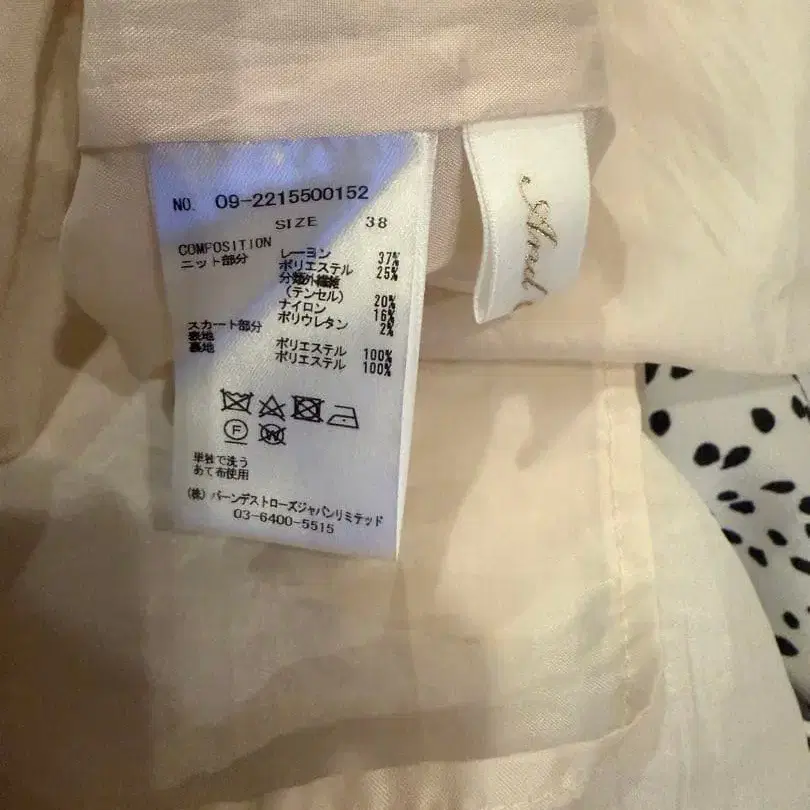 NO. 09-2215500152
SIZE 38
COMPOSITION
ニット部分 レーヨン 37%
ポリエステル 25%
分類外繊維
(テンセル) 20%
ナイロン 16%
ポリウレタン 2%
スカート部分
表地 ポリエステル 100%
裏地 ポリエステル 100%
F W
単独で洗う
あて布使用
(株) バーンデストローズジャパンリミテッド
03-6400-5515
And